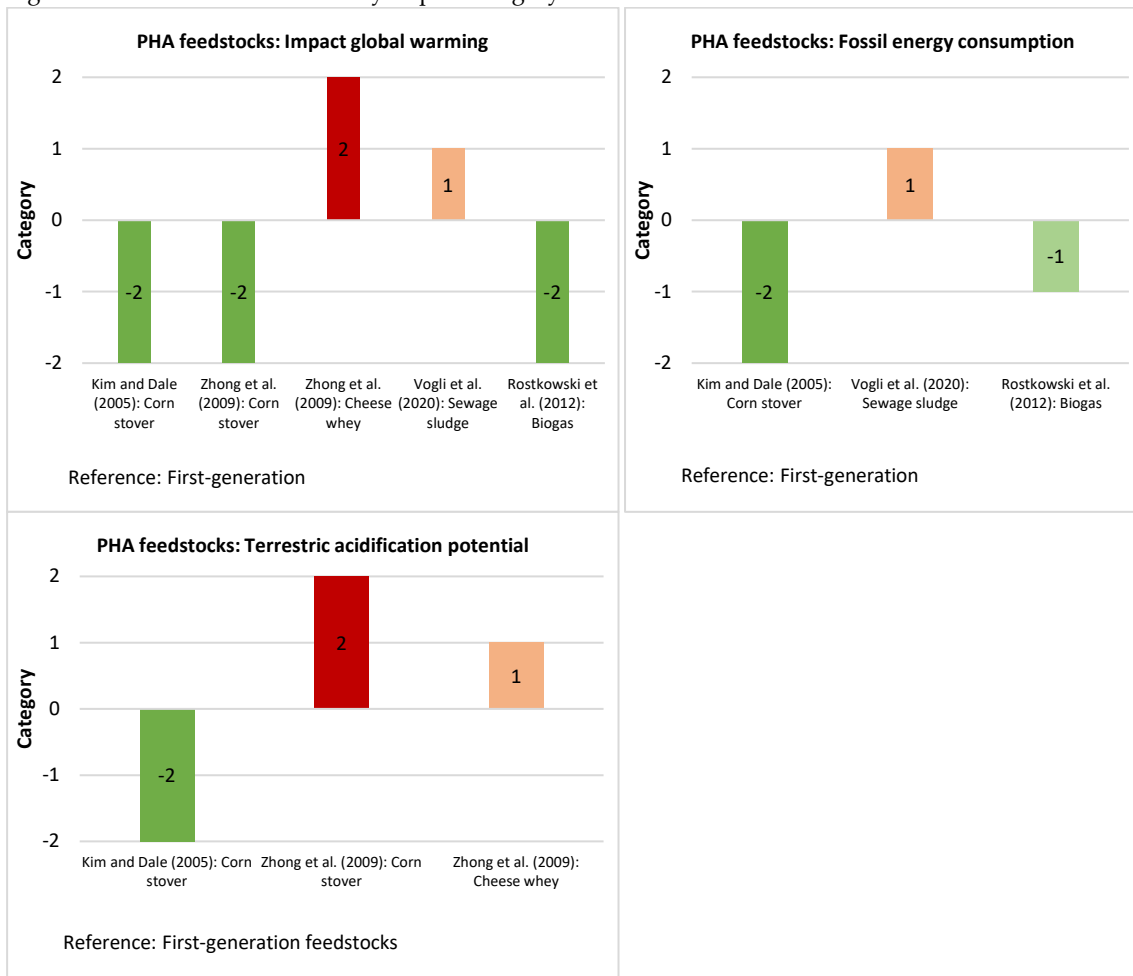 PHA feedstocks: Impact global warming
2
1
0
-1
-2
Category
-2
-2
2
1
-2
Kim and Dale (2005): Corn stover
Zhong et al. (2009): Corn stover
Zhong et al. (2009): Cheese whey
Vogli et al. (2020): Sewage sludge
Rostkowski et al. (2012): Biogas
Reference: First-generation
PHA feedstocks: Fossil energy consumption
2
1
0
-1
-2
Category
-2
1
-1
Kim and Dale (2005): Corn stover
Vogli et al. (2020): Sewage sludge
Rostkowski et al. (2012): Biogas
Reference: First-generation
PHA feedstocks: Terrestric acidification potential
2
1
0
-1
-2
Category
-2
2
1
Kim and Dale (2005): Corn stover
Zhong et al. (2009): Corn stover
Zhong et al. (2009): Cheese whey
Reference: First-generation feedstocks